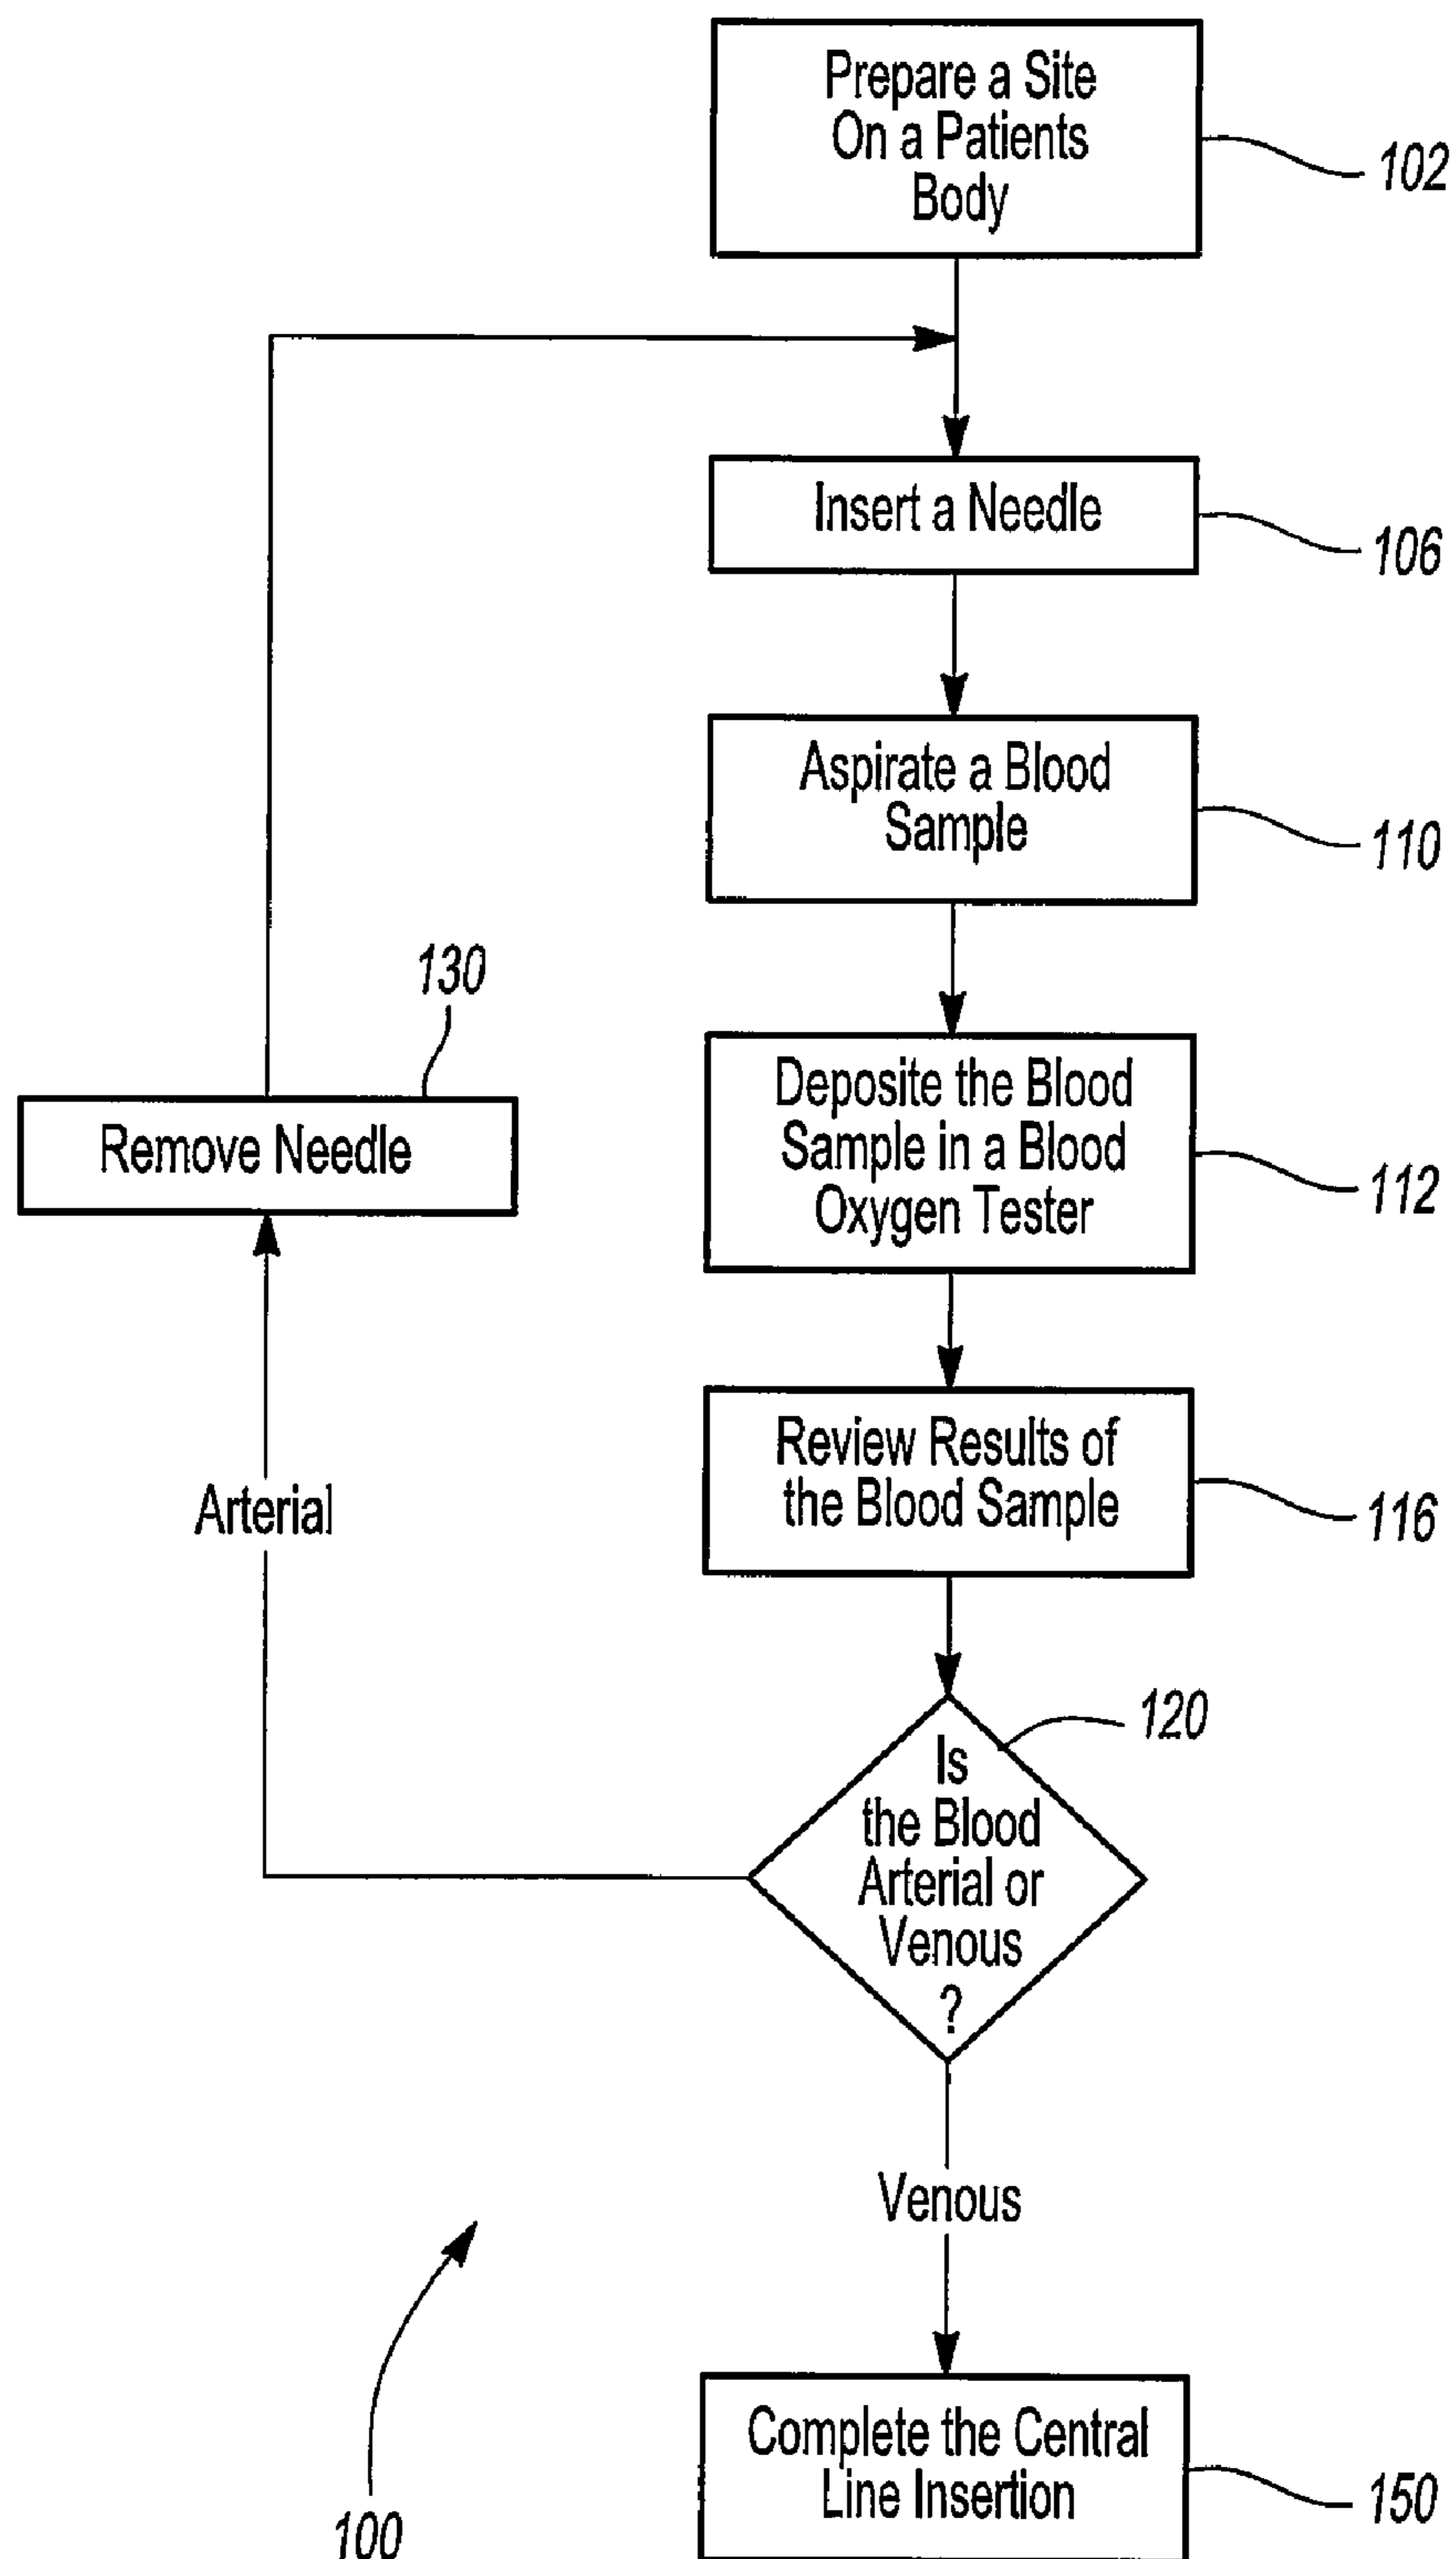 Prepare a Site
On a Patients
Body
102
Insert a Needle
106
Aspirate a Blood
Sample
110
130
Remove Needle
Deposite the Blood
Sample in a Blood
Oxygen Tester
112
Review Results of
the Blood Sample
116
Arterial
120
Is
the Blood
Arterial or
Venous
?
Venous
Complete the Central
Line Insertion
150
100